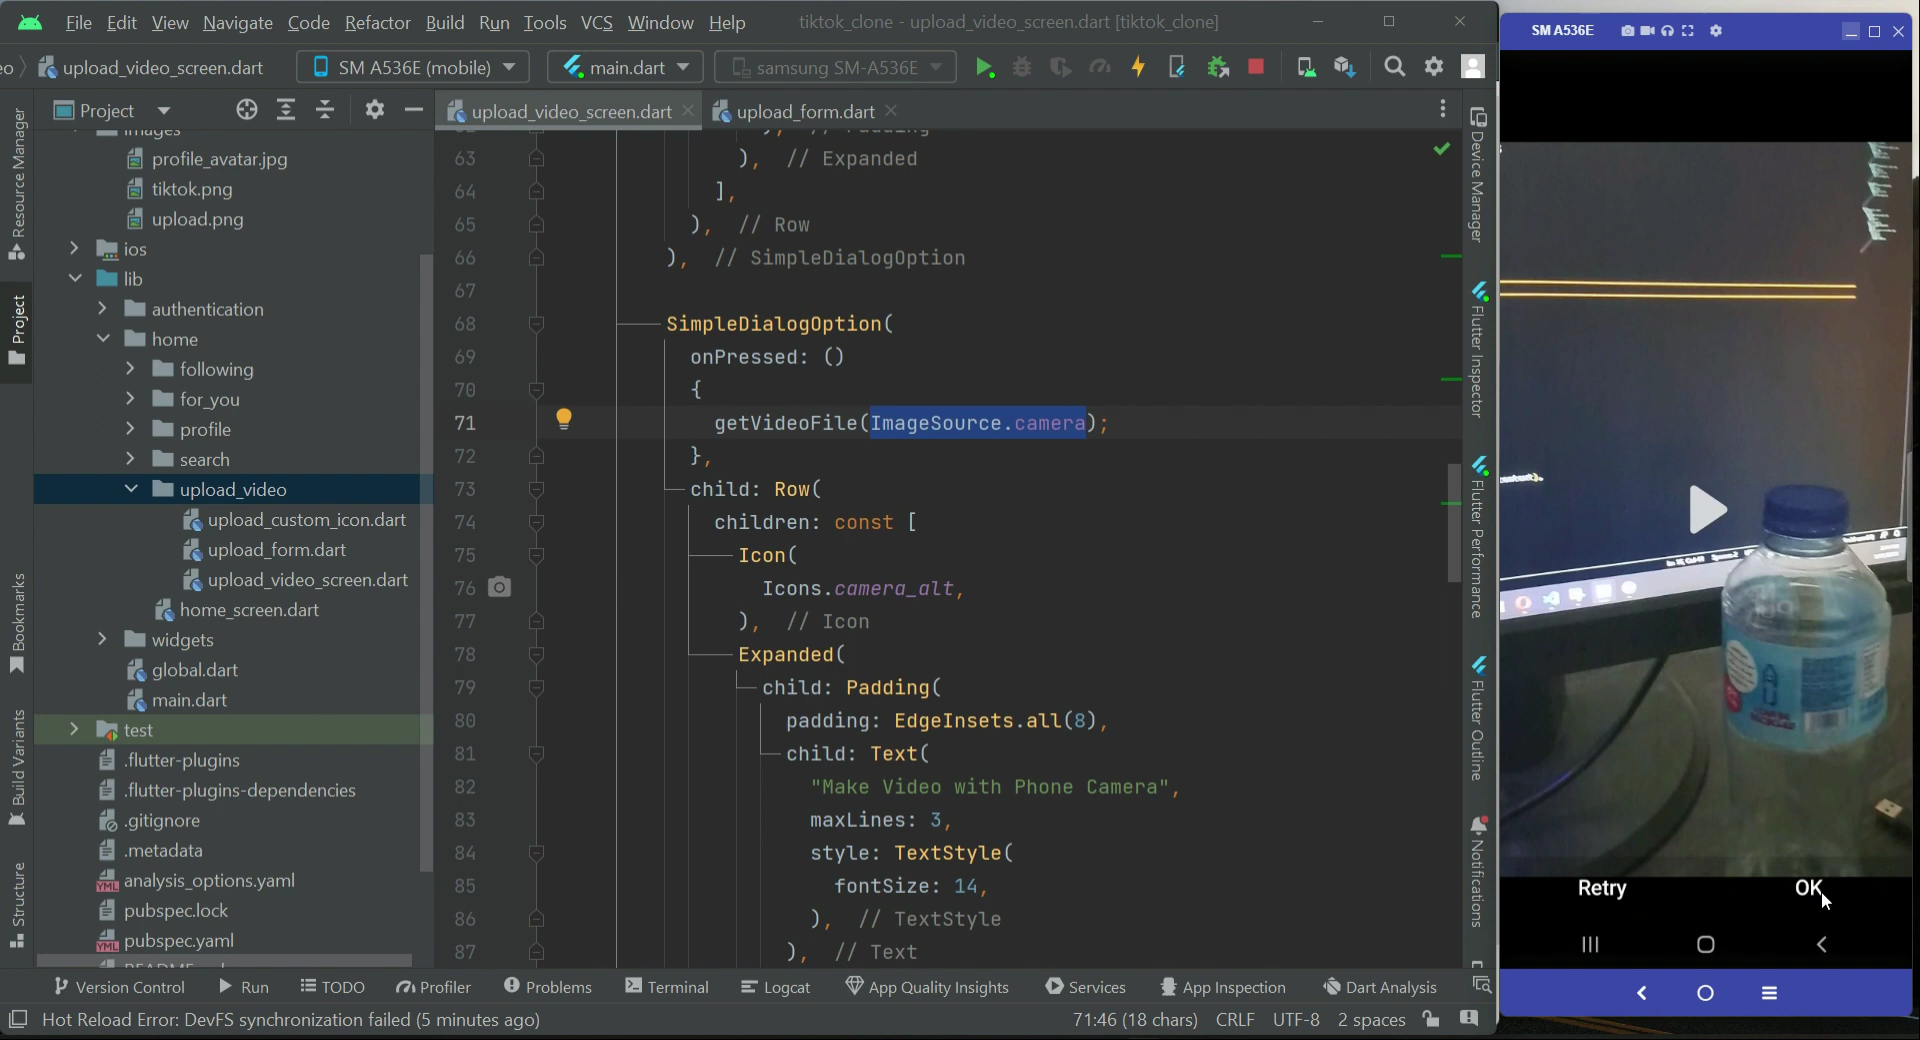 File Edit View Navigate Code Refactor Build Run Tools VCS Window Help tiktok_clone - upload_video_screen.dart [tiktok_clone]
upload_video_screen.dart SM A536E (mobile) main.dart samsung SM-A536E
Project
upload_video_screen.dart upload_form.dart
profile_avatar.jpg
tiktok.png
upload.png
ios
lib
authentication
home
following
for_you
profile
search
upload_video
upload_custom_icon.dart
upload_form.dart
upload_video_screen.dart
home_screen.dart
widgets
global.dart
main.dart
test
.flutter-plugins
.flutter-plugins-dependencies
.gitignore
.metadata
analysis_options.yaml
pubspec.lock
pubspec.yaml
Resource Manager
Project
Bookmarks
Build Variants
Structure
63 ), // Expanded
64 ],
65 ), // Row
66 ), // SimpleDialogOption
67
68 SimpleDialogOption(
69 onPressed: ()
70 {
71 getVideoFile(ImageSource.camera);
72 },
73 child: Row(
74 children: const [
75 Icon(
76 Icons.camera_alt,
77 ), // Icon
78 Expanded(
79 child: Padding(
80 padding: EdgeInsets.all(8),
81 child: Text(
82 "Make Video with Phone Camera",
83 maxLines: 3,
84 style: TextStyle(
85 fontSize: 14,
86 ), // TextStyle
87 ), // Text
Device Manager
Flutter Inspector
Flutter Performance
Flutter Outline
Notifications
Version Control Run TODO Profiler Problems Terminal Logcat App Quality Insights Services App Inspection Dart Analysis
Hot Reload Error: DevFS synchronization failed (5 minutes ago) 71:46 (18 chars) CRLF UTF-8 2 spaces
SM A536E
Retry OK